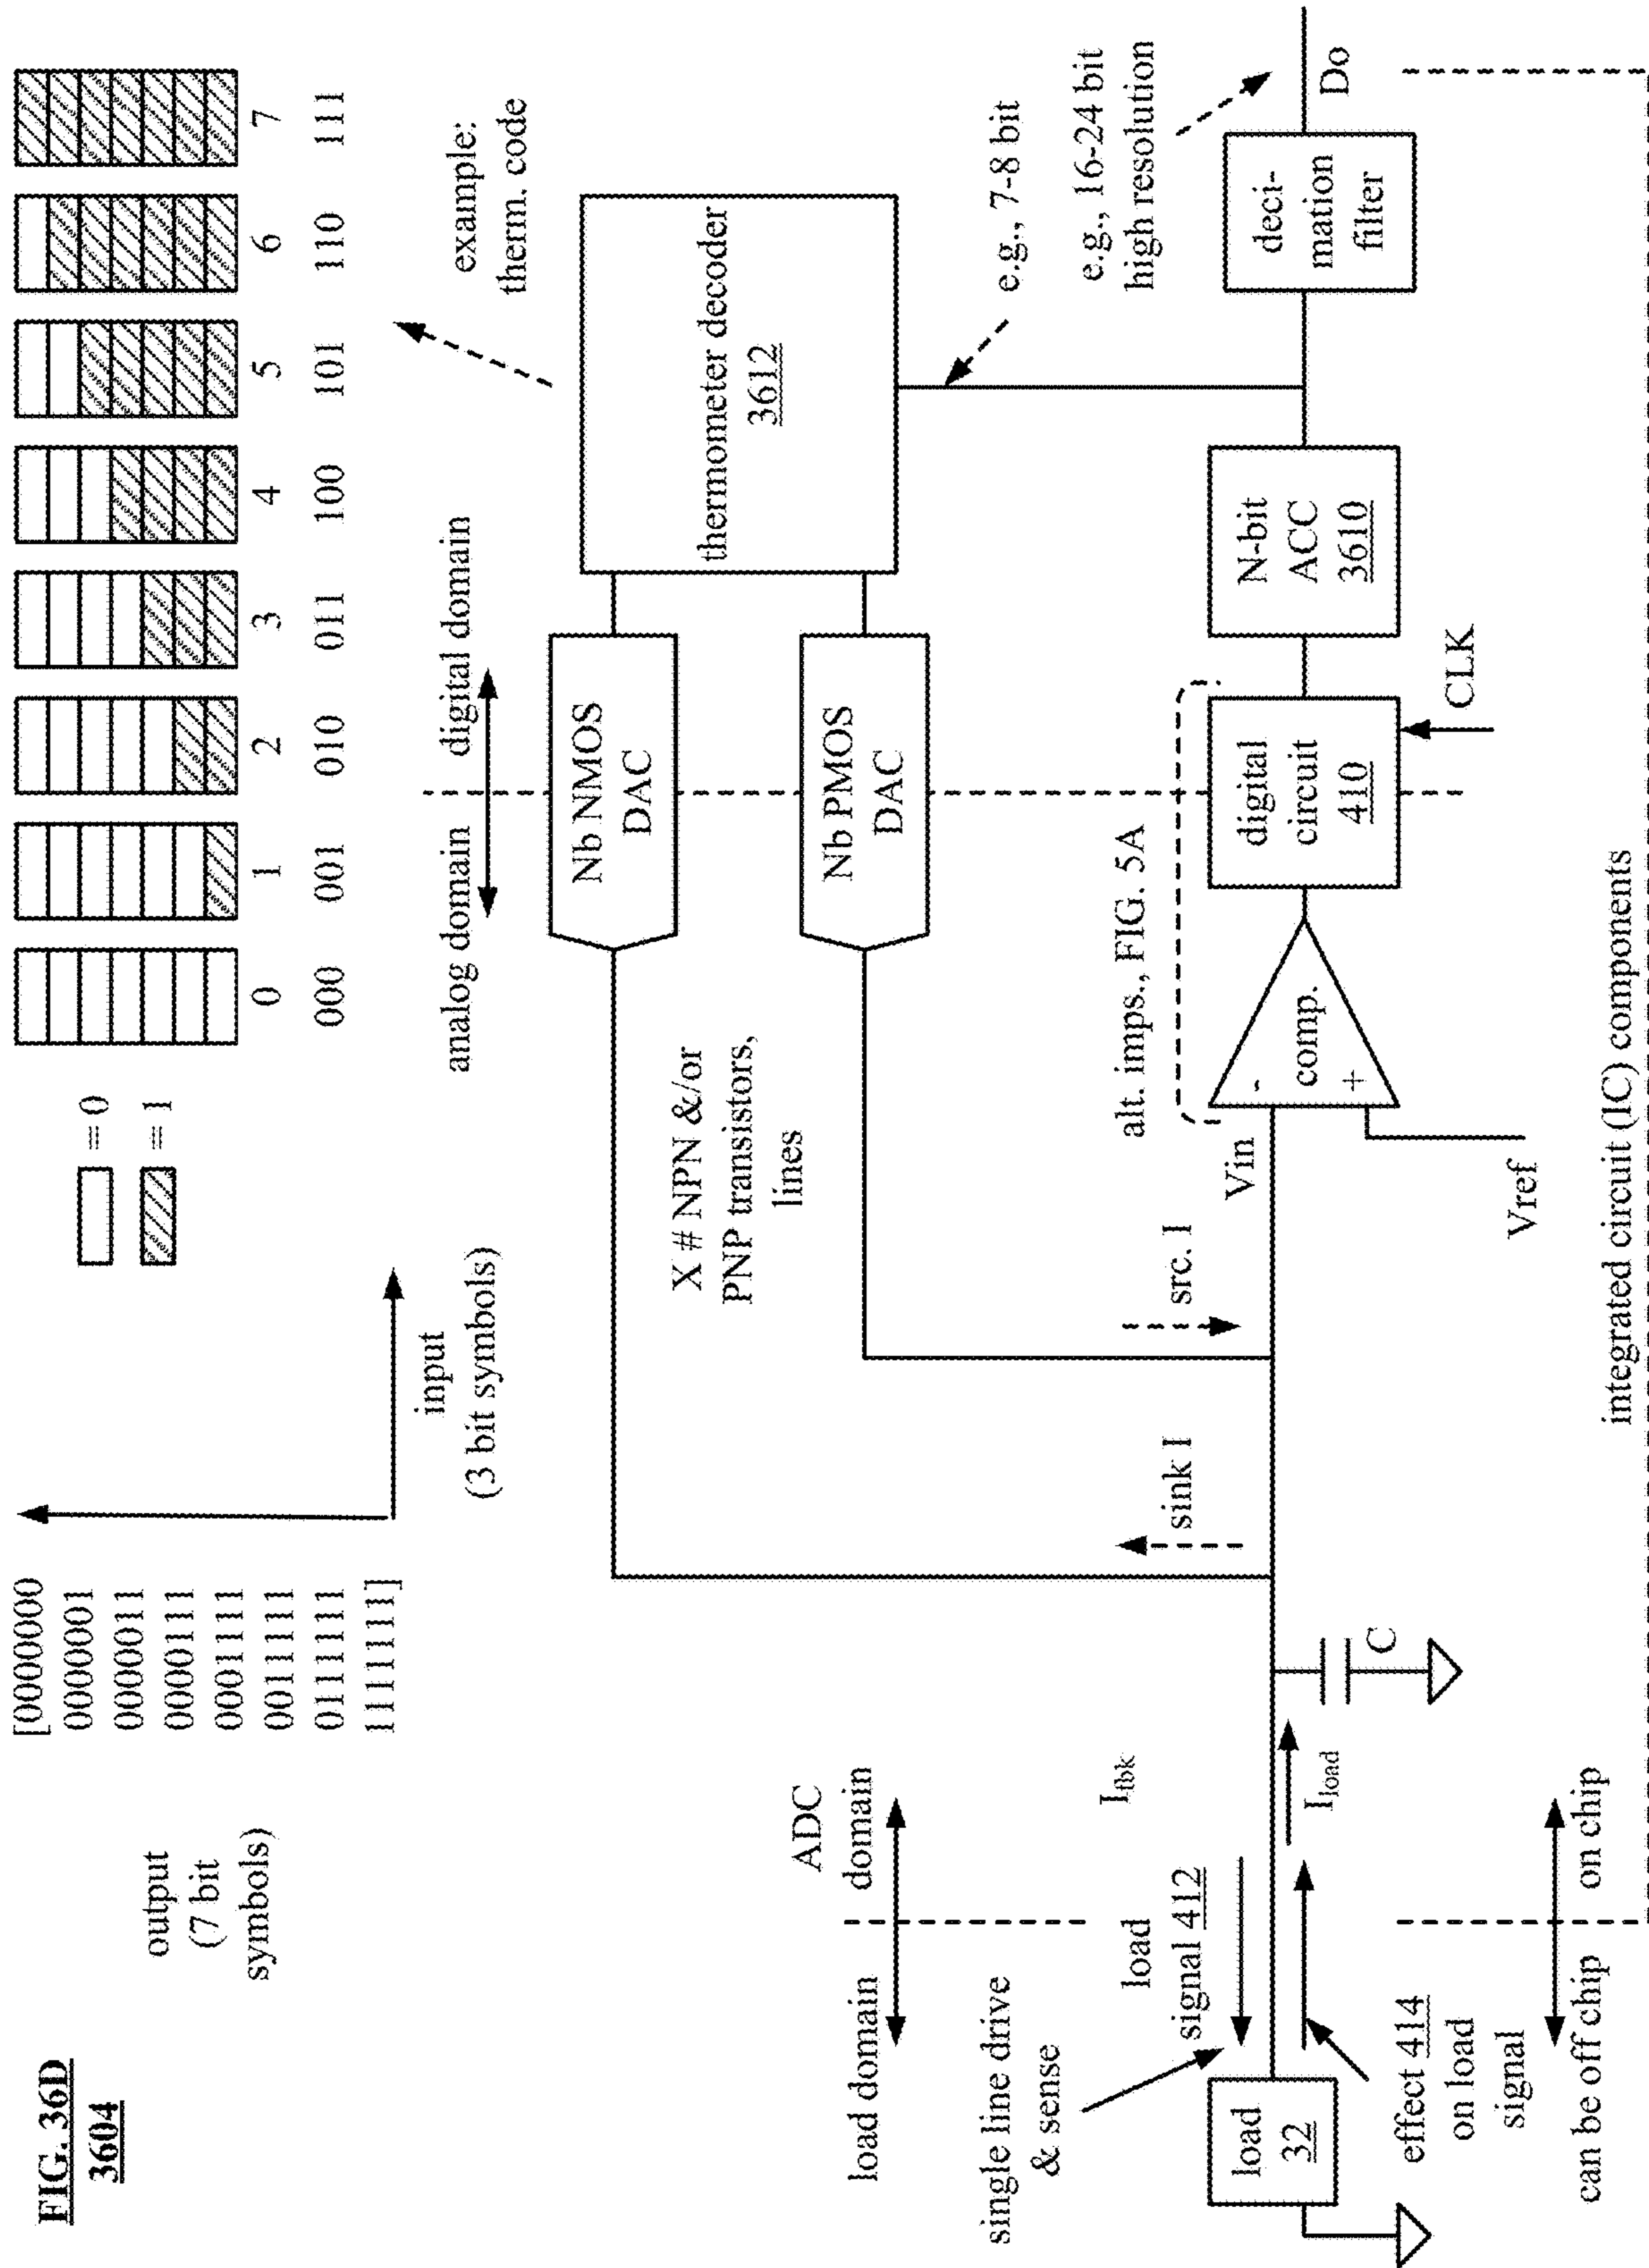 FIG. 36D
3604
output
(7 bit
symbols)
[0000000
0000001
0000011
0000111
0001111
0011111
0111111
1111111]
input
(3 bit symbols)
= 0
= 1
0 1 2 3 4 5 6 7
000 001 010 011 100 101 110 111
example:
therm. code
analog domain
digital domain
Nb NMOS
DAC
thermometer decoder
3612
X # NPN &/or
PNP transistors,
lines
Nb PMOS
DAC
e.g., 7-8 bit
e.g., 16-24 bit
high resolution
load domain
ADC
domain
single line drive
& sense
load
signal 412
Ifbk
sink I
src. I
alt. imps., FIG. 5A
Vin
load
32
Iload
C
-
comp.
+
Vref
digital
circuit
410
CLK
N-bit
ACC
3610
deci-
mation
filter
Do
effect 414
on load
signal
can be off chip
on chip
integrated circuit (IC) components